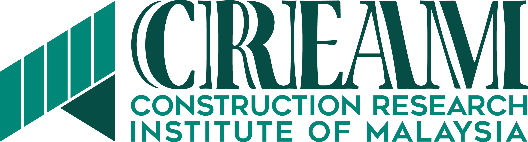 CREAM
CONSTRUCTION RESEARCH
INSTITUTE OF MALAYSIA